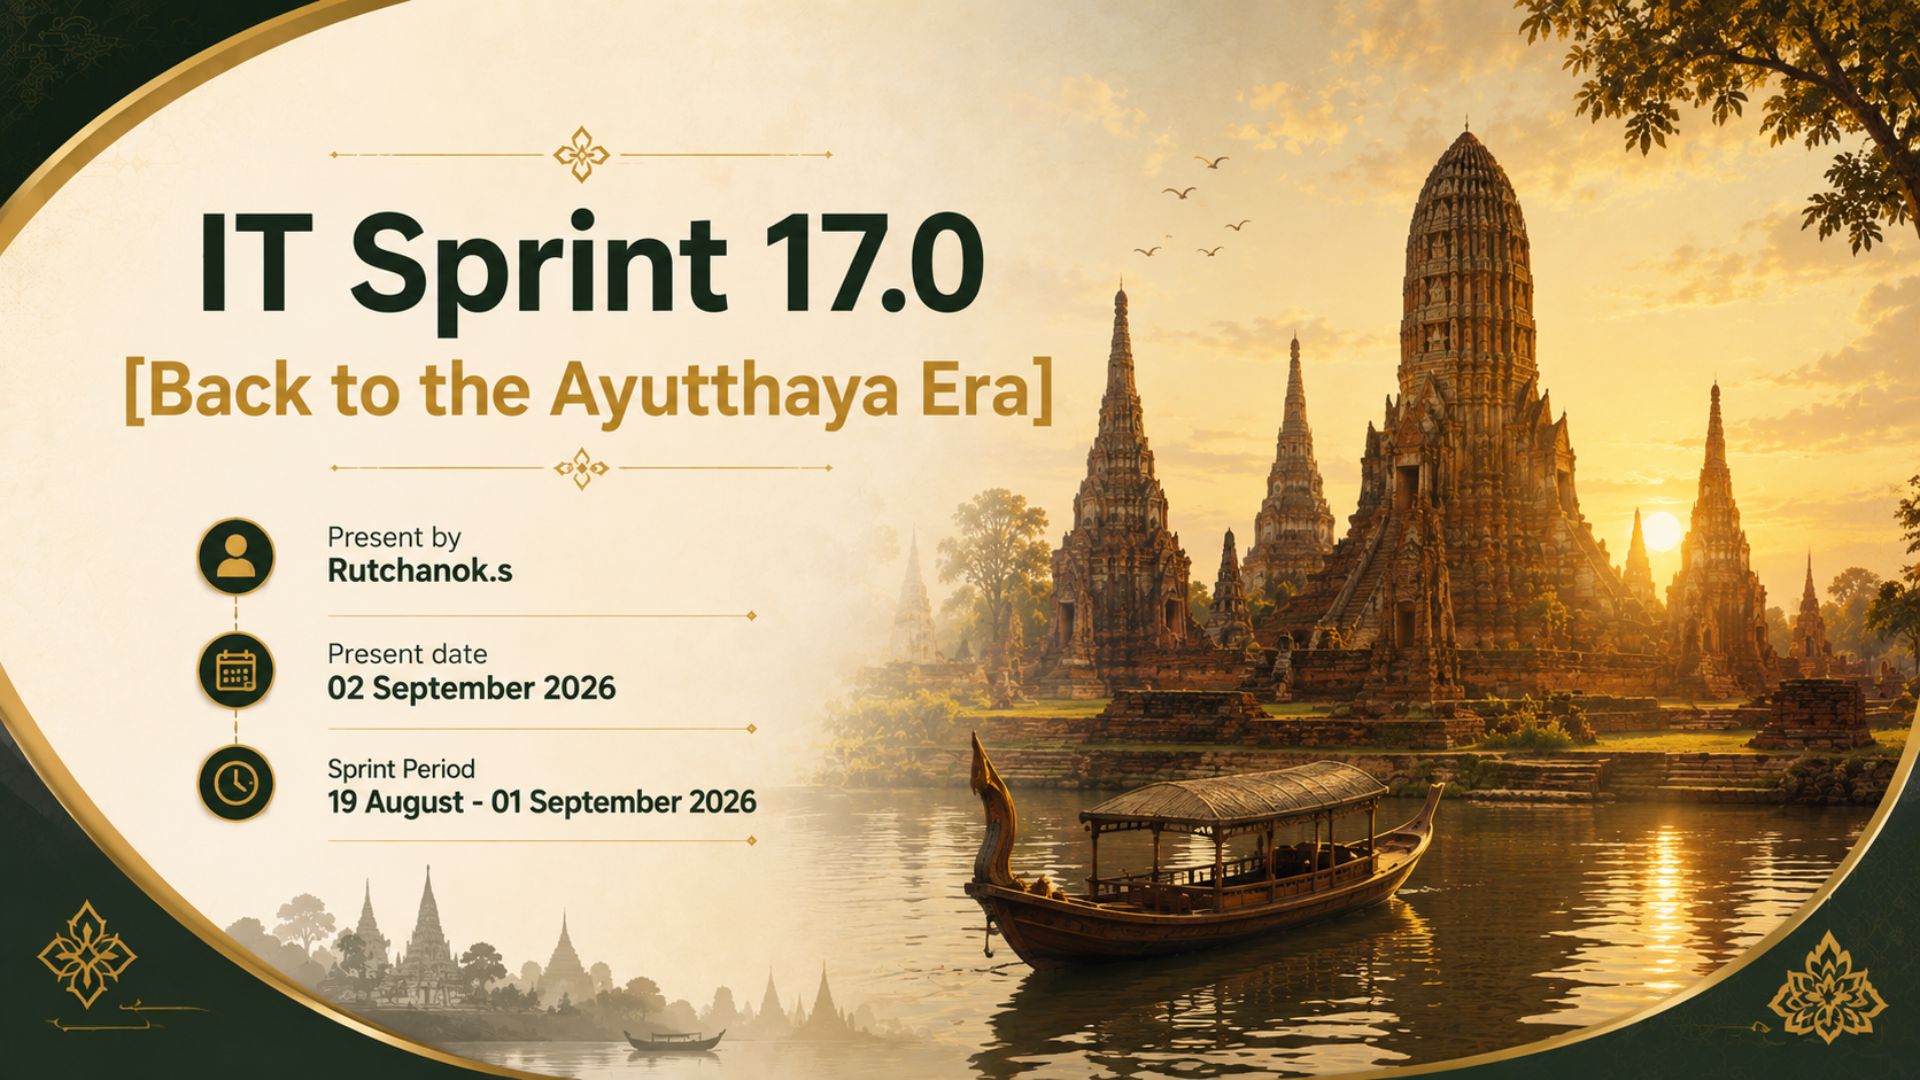 IT Sprint 17.0
[Back to the Ayutthaya Era]
Present by
Rutchanok.s
Present date
02 September 2026
Sprint Period
19 August - 01 September 2026